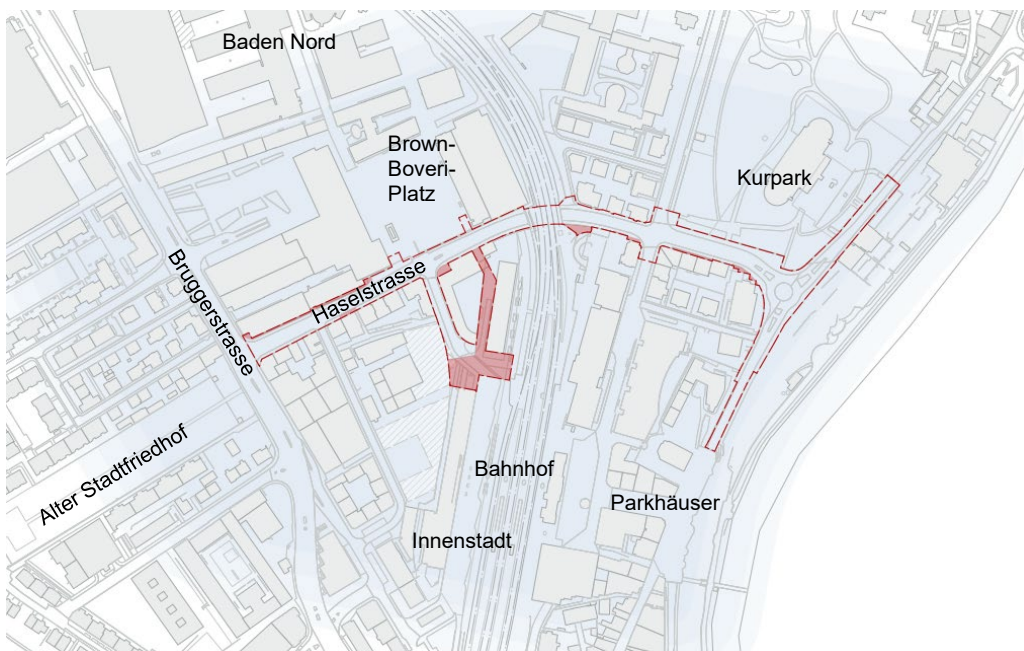 Baden Nord
Brown-
Boveri-
Platz
Kurpark
Bruggerstrasse
Haselstrasse
Alter Stadtfriedhof
Bahnhof
Parkhäuser
Innenstadt